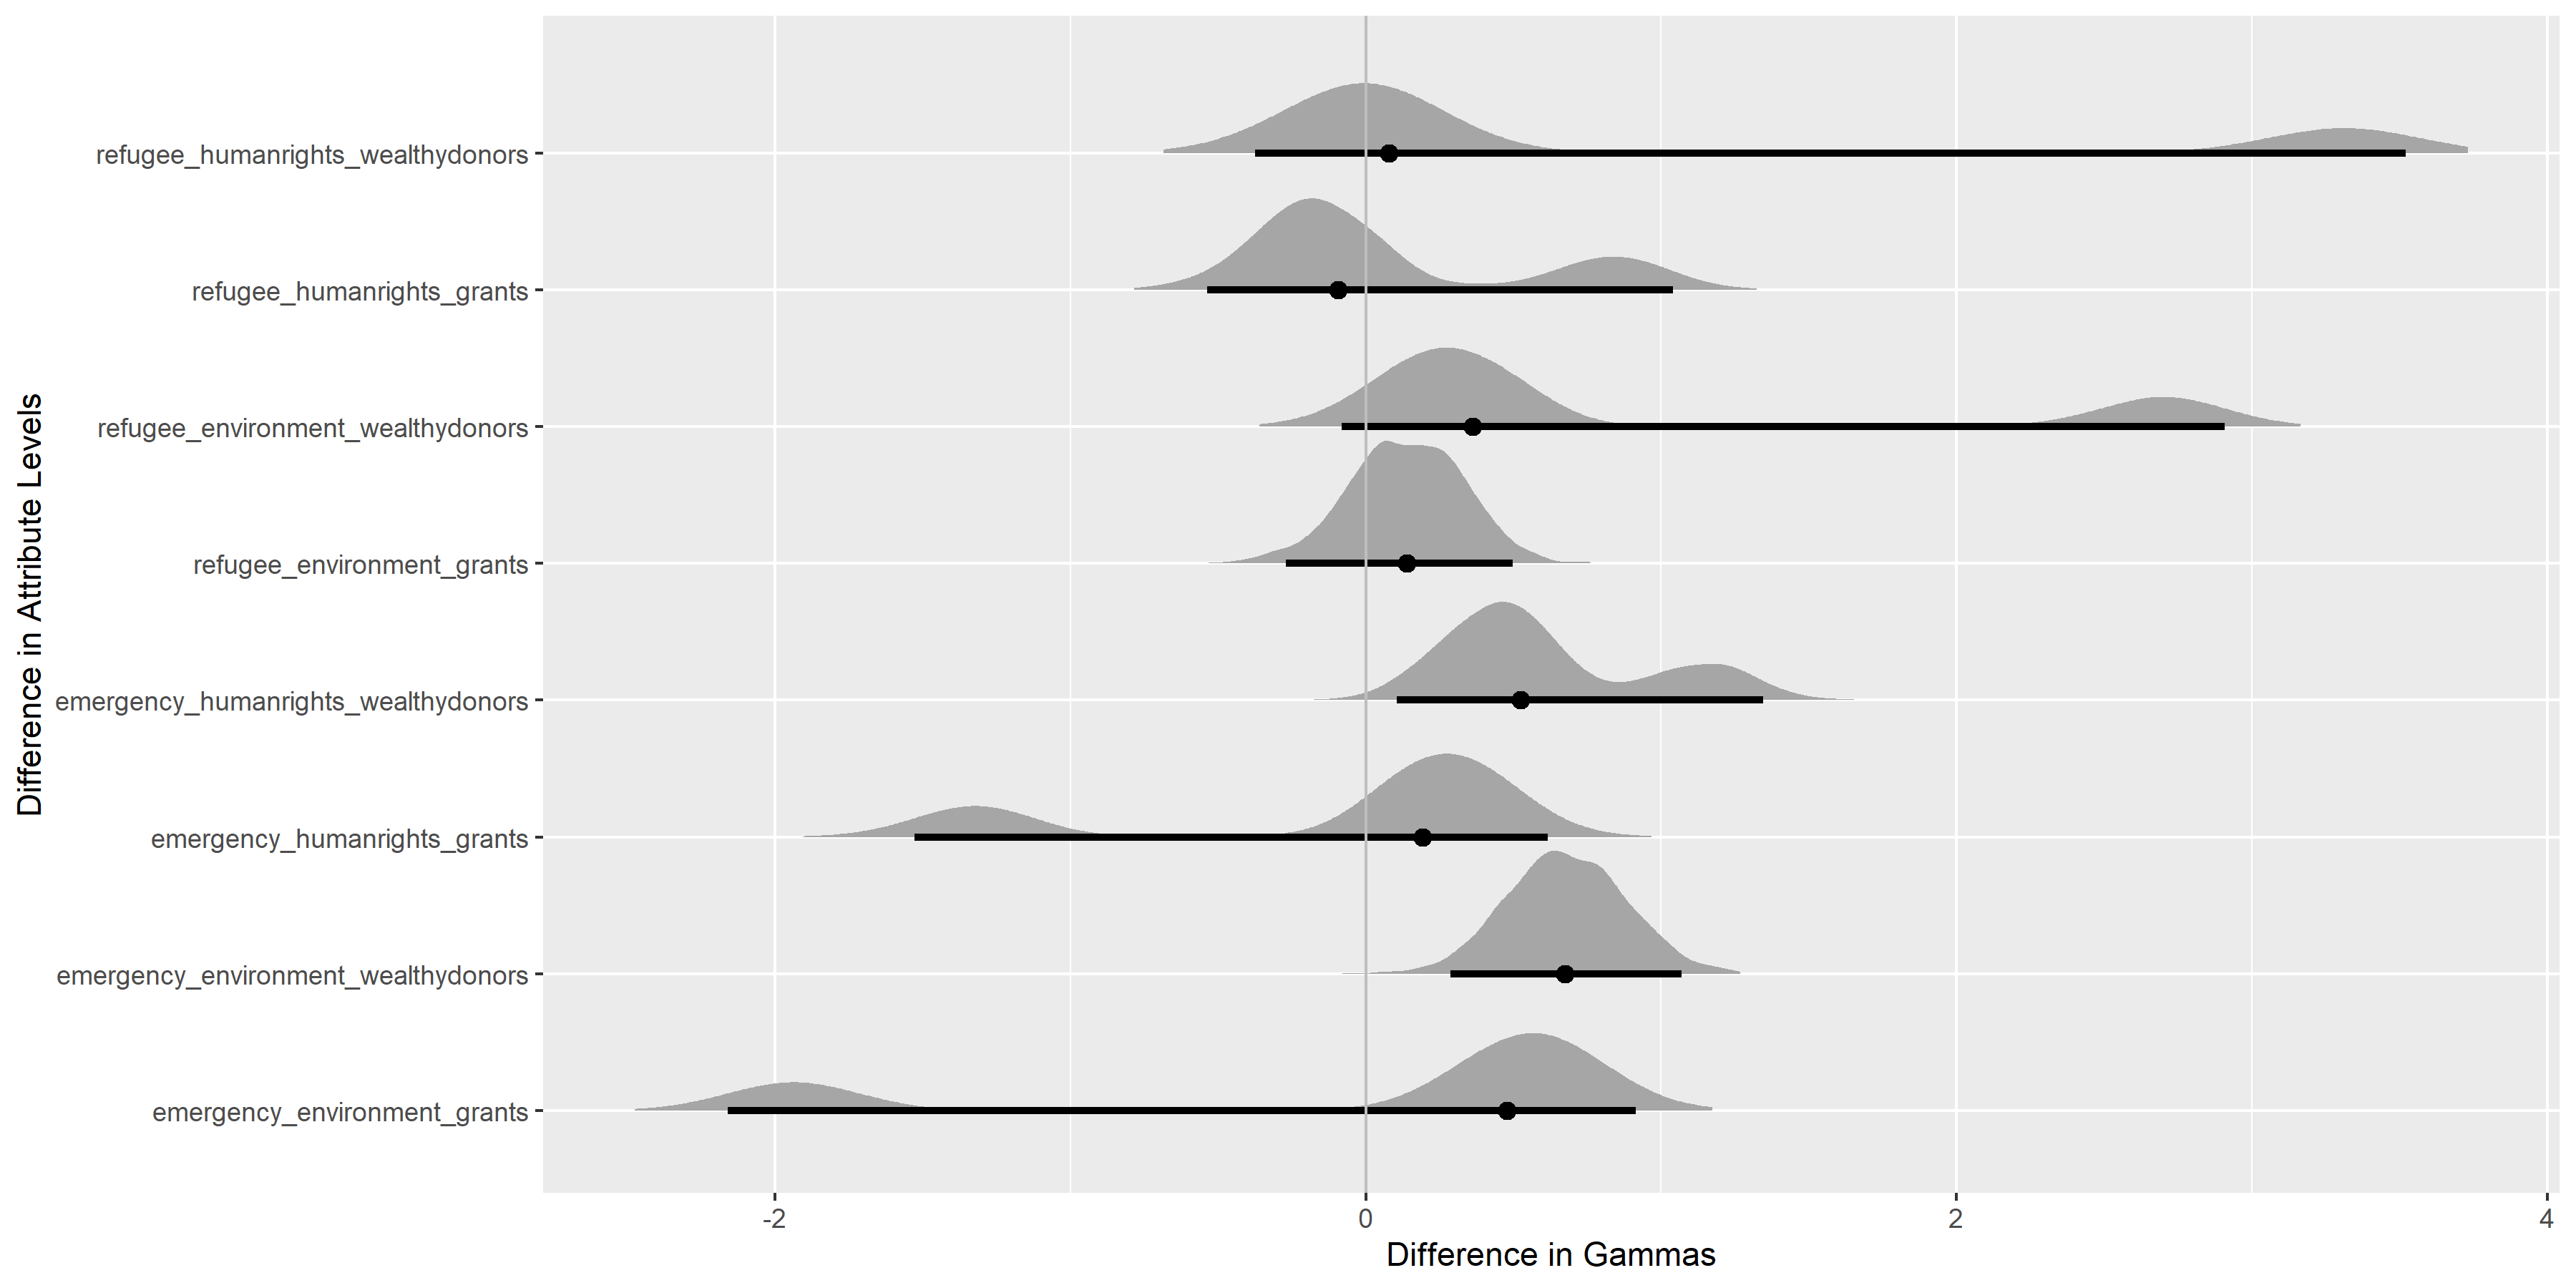 Difference in Attribute Levels
refugee_humanrights_wealthydonors
refugee_humanrights_grants
refugee_environment_wealthydonors
refugee_environment_grants
emergency_humanrights_wealthydonors
emergency_humanrights_grants
emergency_environment_wealthydonors
emergency_environment_grants
-2 0 2 4
Difference in Gammas